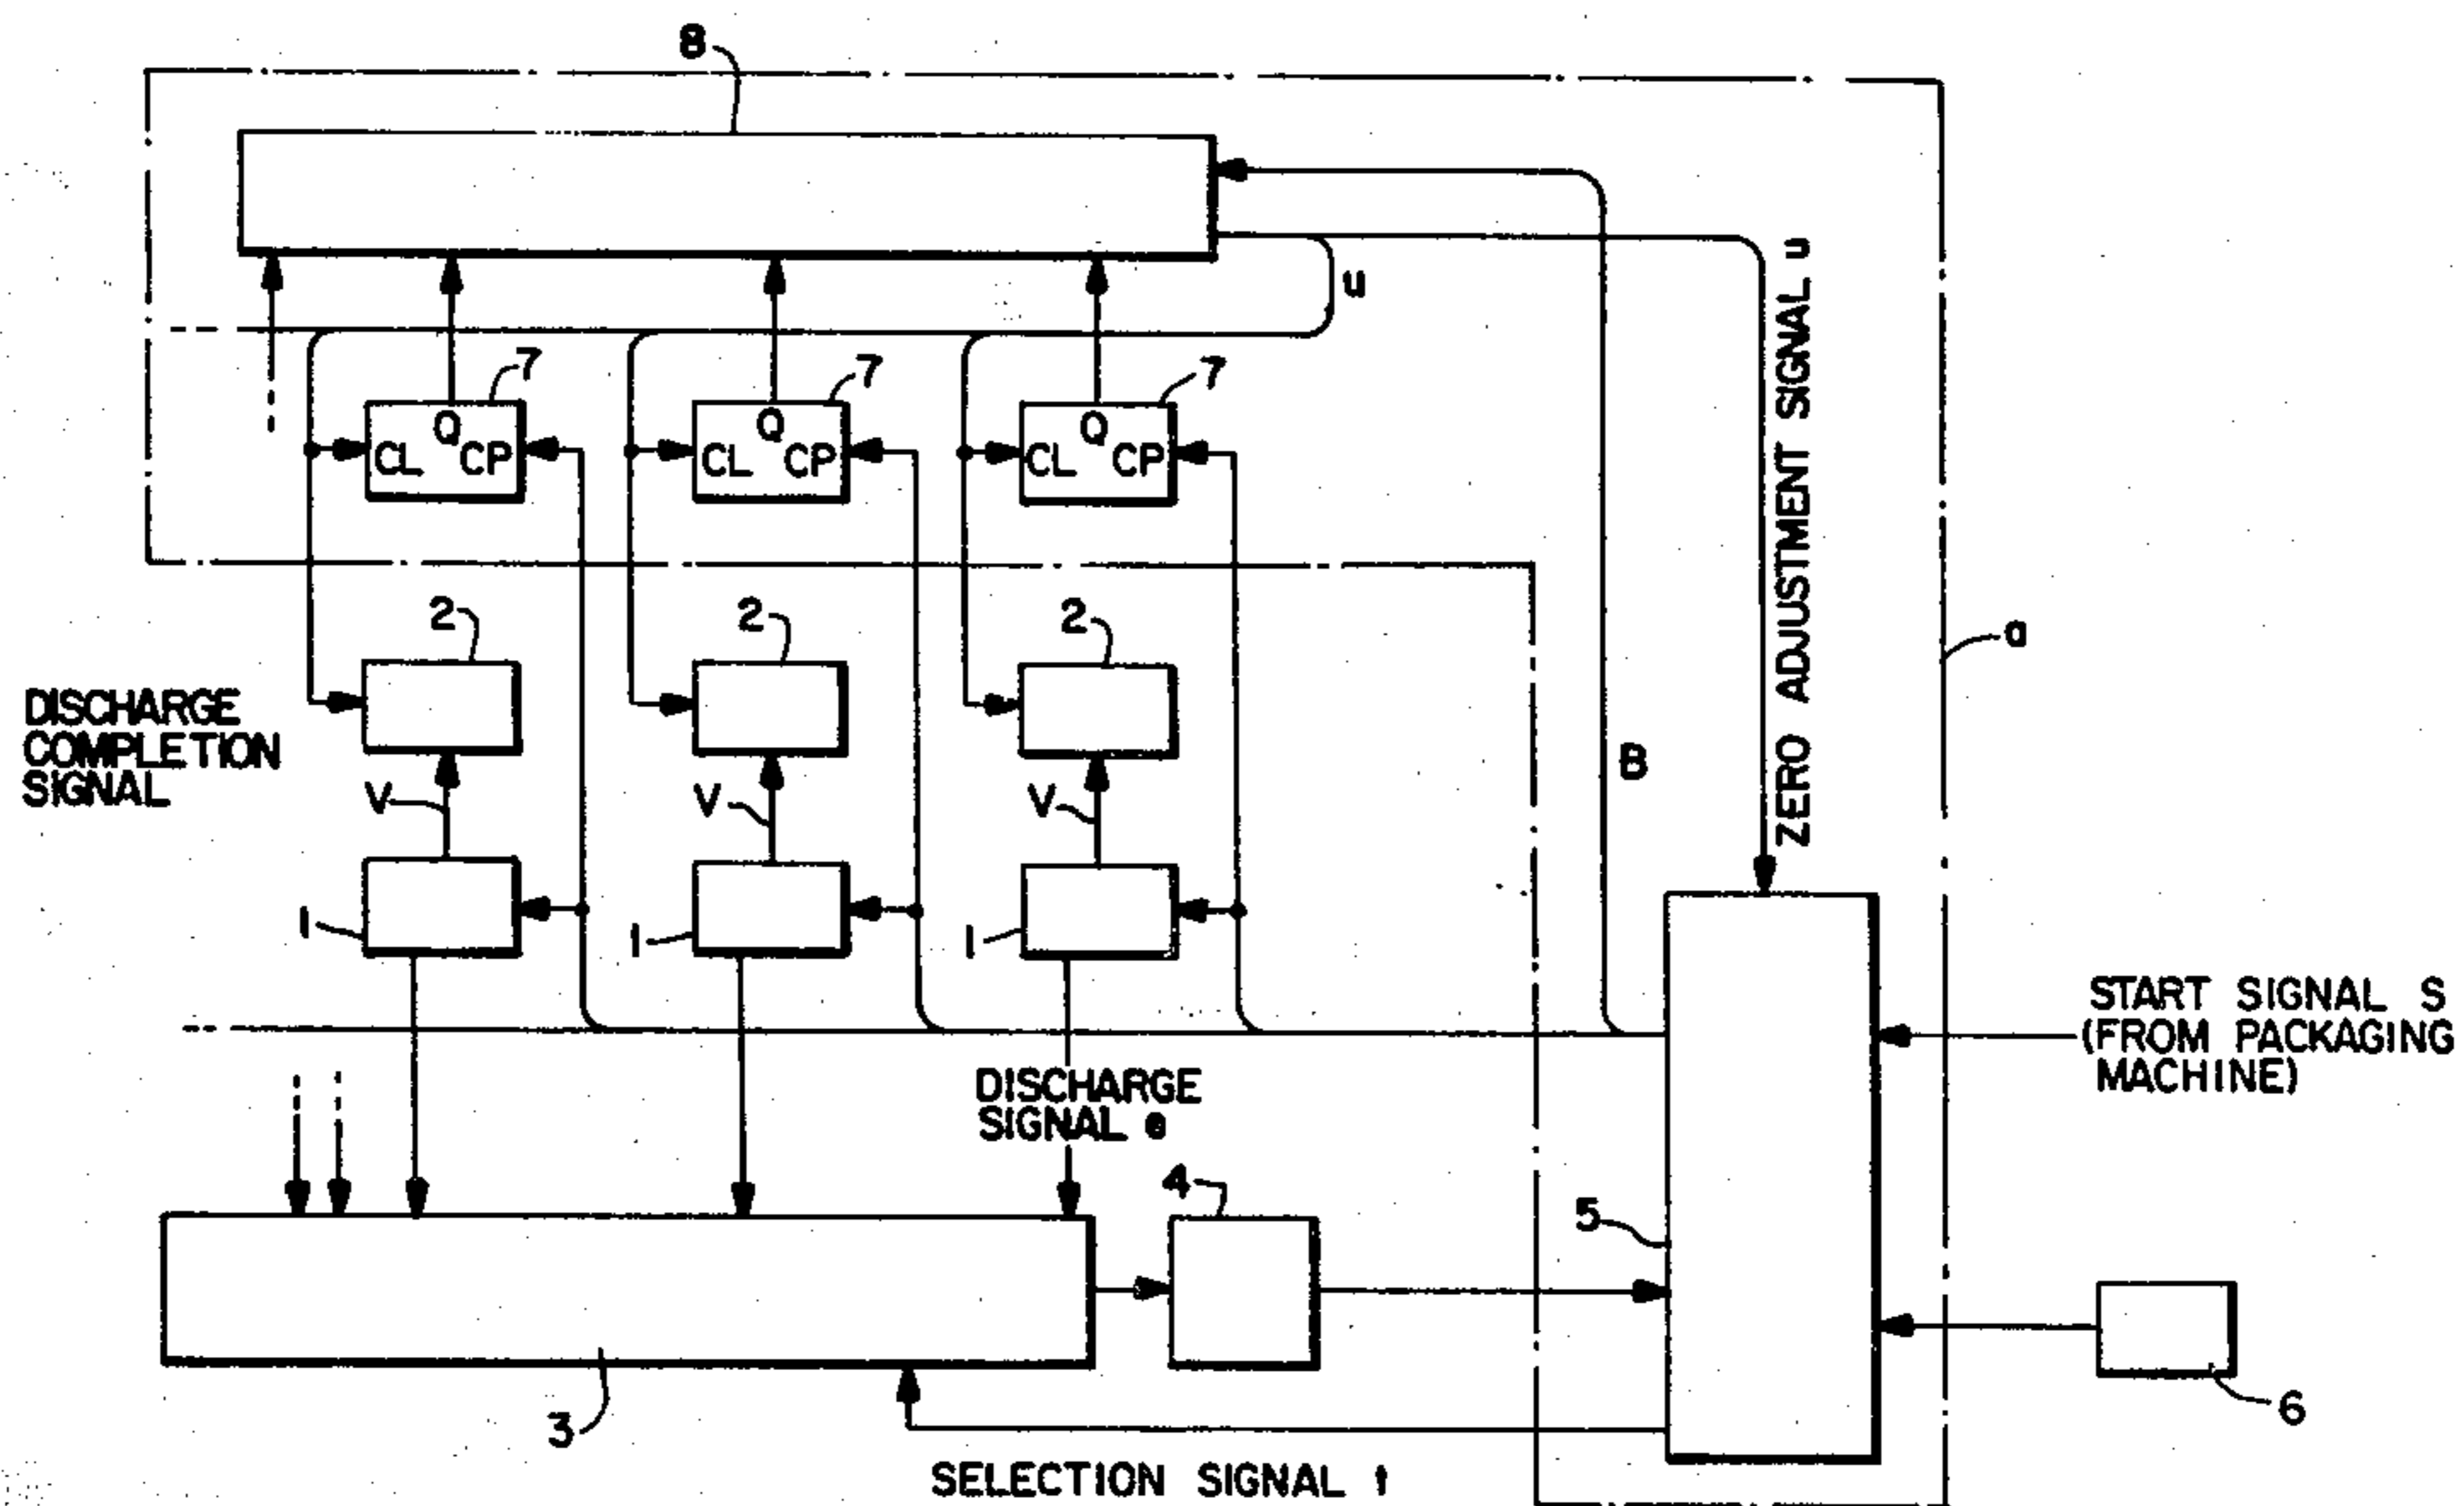 8
u
ZERO ADJUSTMENT SIGNAL u
7
7
7
Q
CL CP
Q
CL CP
Q
CL CP
2
2
2
a
DISCHARGE
COMPLETION
SIGNAL
V
V
V
B
1
1
1
START SIGNAL S
(FROM PACKAGING
MACHINE)
DISCHARGE
SIGNAL e
4
5
3
6
SELECTION SIGNAL t